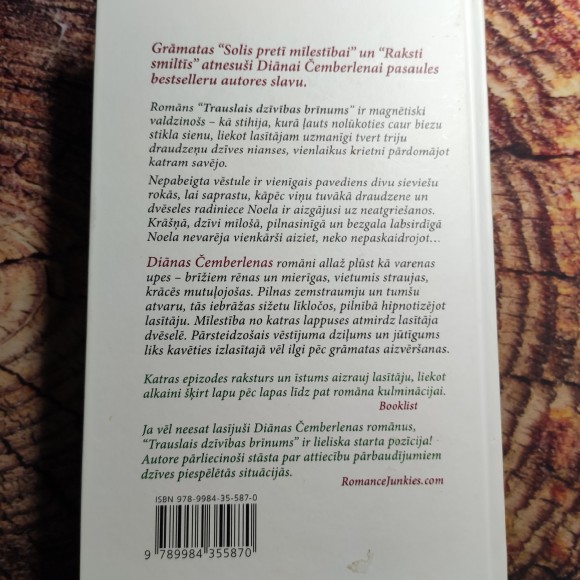 Grāmatas “Solis pretī mīlestībai” un “Raksti
smiltīs” atnesuši Diānai Čemberlenai pasaules
bestselleru autores slavu.
Romāns “Trauslais dzīvības brīnums” ir magnētiski
valdzinošs – kā stihija, kurā ļauts nolūkoties caur biezu
stikla sienu, liekot lasītājam uzmanīgi tvert triju
draudzeņu dzīves nianses, vienlaikus krietni pārdomājot
katram savējo.
Nepabeigta vēstule ir vienīgais pavediens divu sieviešu
rokās, lai saprastu, kāpēc viņu tuvākā draudzene un
dvēseles radiniece Noela ir aizgājusi uz neatgriešanos.
Krāšņā, dzīvi mīlošā, pilnasinīgā un bezgala labsirdīgā
Noela nevarēja vienkārši aiziet, neko nepaskaidrojot…
Diānas Čemberlenas romāni allaž plūst kā varenas
upes – brīžiem rēnas un mierīgas, vietumis straujas,
krācēs mutuļojošas. Pilnas zemstraumju un tumšu
atvaru, tās iebrāžas sižetu līkločos, pilnībā hipnotizējot
lasītāju. Mīlestība no katras lappuses atmirdz lasītāja
dvēselē. Pārsteidzošais vēstījuma dziļums un jūtīgums
liks kavēties izlasītajā vēl ilgi pēc grāmatas aizvēršanas.
Katras epizodes raksturs un īstums aizrauj lasītāju, liekot
alkaini šķirt lapu pēc lapas līdz pat romāna kulminācijai.
Booklist
Ja vēl neesat lasījuši Diānas Čemberlenas romānus,
“Trauslais dzīvības brīnums” ir lieliska starta pozīcija!
Autore pārliecinoši stāsta par attiecību pārbaudījumiem
dzīves piespēlētās situācijās.
RomanceJunkies.com
ISBN 978-9984-35-587-0
9 789984 355870